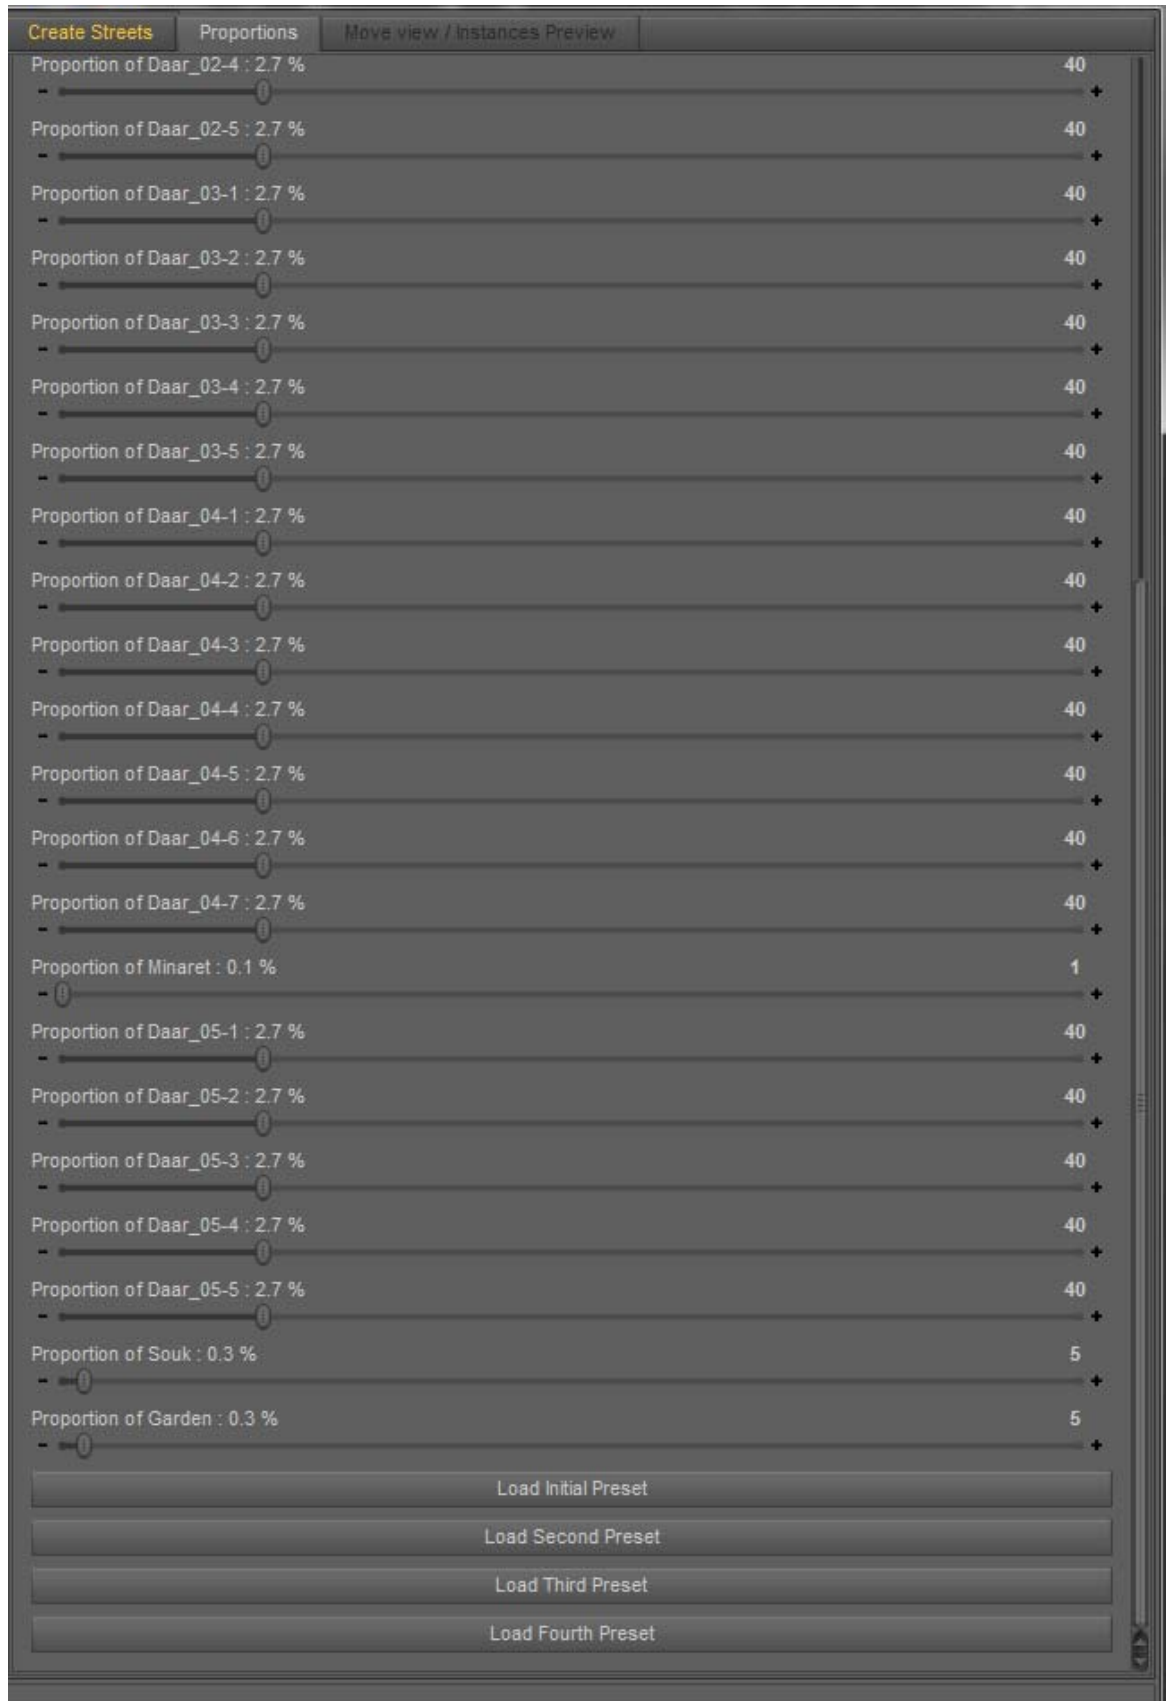 Create Streets Proportions Move view / Instances Preview
Proportion of Daar_02-4 : 2.7 % 40
- +
Proportion of Daar_02-5 : 2.7 % 40
- +
Proportion of Daar_03-1 : 2.7 % 40
- +
Proportion of Daar_03-2 : 2.7 % 40
- +
Proportion of Daar_03-3 : 2.7 % 40
- +
Proportion of Daar_03-4 : 2.7 % 40
- +
Proportion of Daar_03-5 : 2.7 % 40
- +
Proportion of Daar_04-1 : 2.7 % 40
- +
Proportion of Daar_04-2 : 2.7 % 40
- +
Proportion of Daar_04-3 : 2.7 % 40
- +
Proportion of Daar_04-4 : 2.7 % 40
- +
Proportion of Daar_04-5 : 2.7 % 40
- +
Proportion of Daar_04-6 : 2.7 % 40
- +
Proportion of Daar_04-7 : 2.7 % 40
- +
Proportion of Minaret : 0.1 % 1
- +
Proportion of Daar_05-1 : 2.7 % 40
- +
Proportion of Daar_05-2 : 2.7 % 40
- +
Proportion of Daar_05-3 : 2.7 % 40
- +
Proportion of Daar_05-4 : 2.7 % 40
- +
Proportion of Daar_05-5 : 2.7 % 40
- +
Proportion of Souk : 0.3 % 5
- +
Proportion of Garden : 0.3 % 5
- +
Load Initial Preset
Load Second Preset
Load Third Preset
Load Fourth Preset